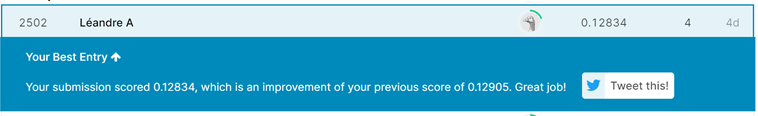 2502 Léandre A 0.12834 4 4d
Your Best Entry ↑
Your submission scored 0.12834, which is an improvement of your previous score of 0.12905. Great job! Tweet this!